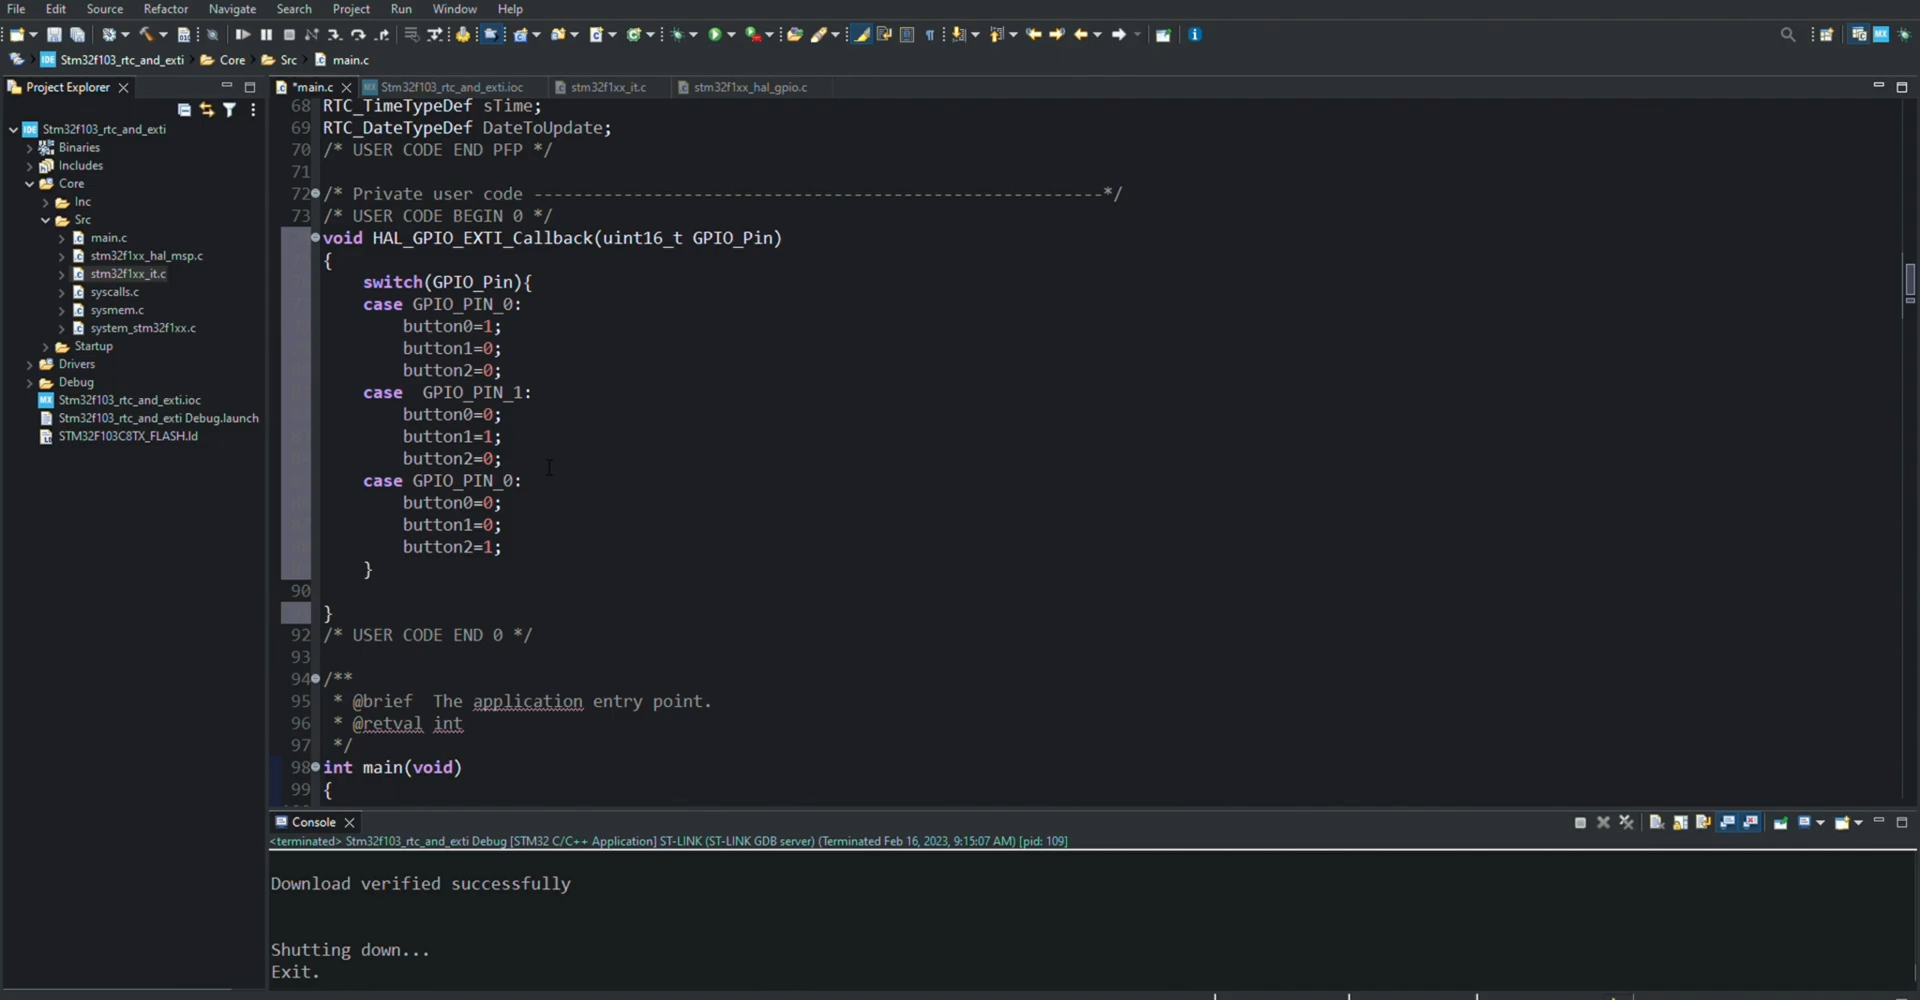 File Edit Source Refactor Navigate Search Project Run Window Help
Stm32f103_rtc_and_exti Core Src main.c
Project Explorer
Stm32f103_rtc_and_exti
Binaries
Includes
Core
Inc
Src
main.c
stm32f1xx_hal_msp.c
stm32f1xx_it.c
syscalls.c
sysmem.c
system_stm32f1xx.c
Startup
Drivers
Debug
Stm32f103_rtc_and_exti.ioc
Stm32f103_rtc_and_exti Debug.launch
STM32F103C8TX_FLASH.ld
*main.c Stm32f103_rtc_and_exti.ioc stm32f1xx_it.c stm32f1xx_hal_gpio.c
68 RTC_TimeTypeDef sTime;
69 RTC_DateTypeDef DateToUpdate;
70 /* USER CODE END PFP */
71
72 /* Private user code ---------------------------------------------------------*/
73 /* USER CODE BEGIN 0 */
void HAL_GPIO_EXTI_Callback(uint16_t GPIO_Pin)
{
switch(GPIO_Pin){
case GPIO_PIN_0:
button0=1;
button1=0;
button2=0;
case  GPIO_PIN_1:
button0=0;
button1=1;
button2=0;
case GPIO_PIN_0:
button0=0;
button1=0;
button2=1;
}
90
}
92 /* USER CODE END 0 */
93
94 /**
95 * @brief  The application entry point.
96 * @retval int
97 */
98 int main(void)
99 {
Console
<terminated> Stm32f103_rtc_and_exti Debug [STM32 C/C++ Application] ST-LINK (ST-LINK GDB server) (Terminated Feb 16, 2023, 9:15:07 AM) [pid: 109]
Download verified successfully
Shutting down...
Exit.